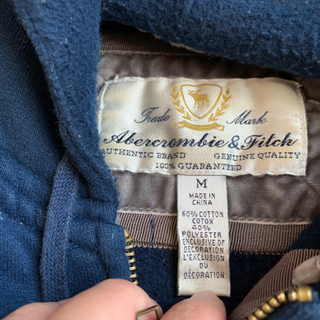 Trade Mark
Abercrombie & Fitch
AUTHENTIC BRAND GENUINE QUALITY
100% GUARANTEED
M
MADE IN
CHINA
60% COTTON
COTON
40%
POLYESTER
EXCLUSIVE OF
DECORATION
L'EXCLUSION
DU
DÉCORATION